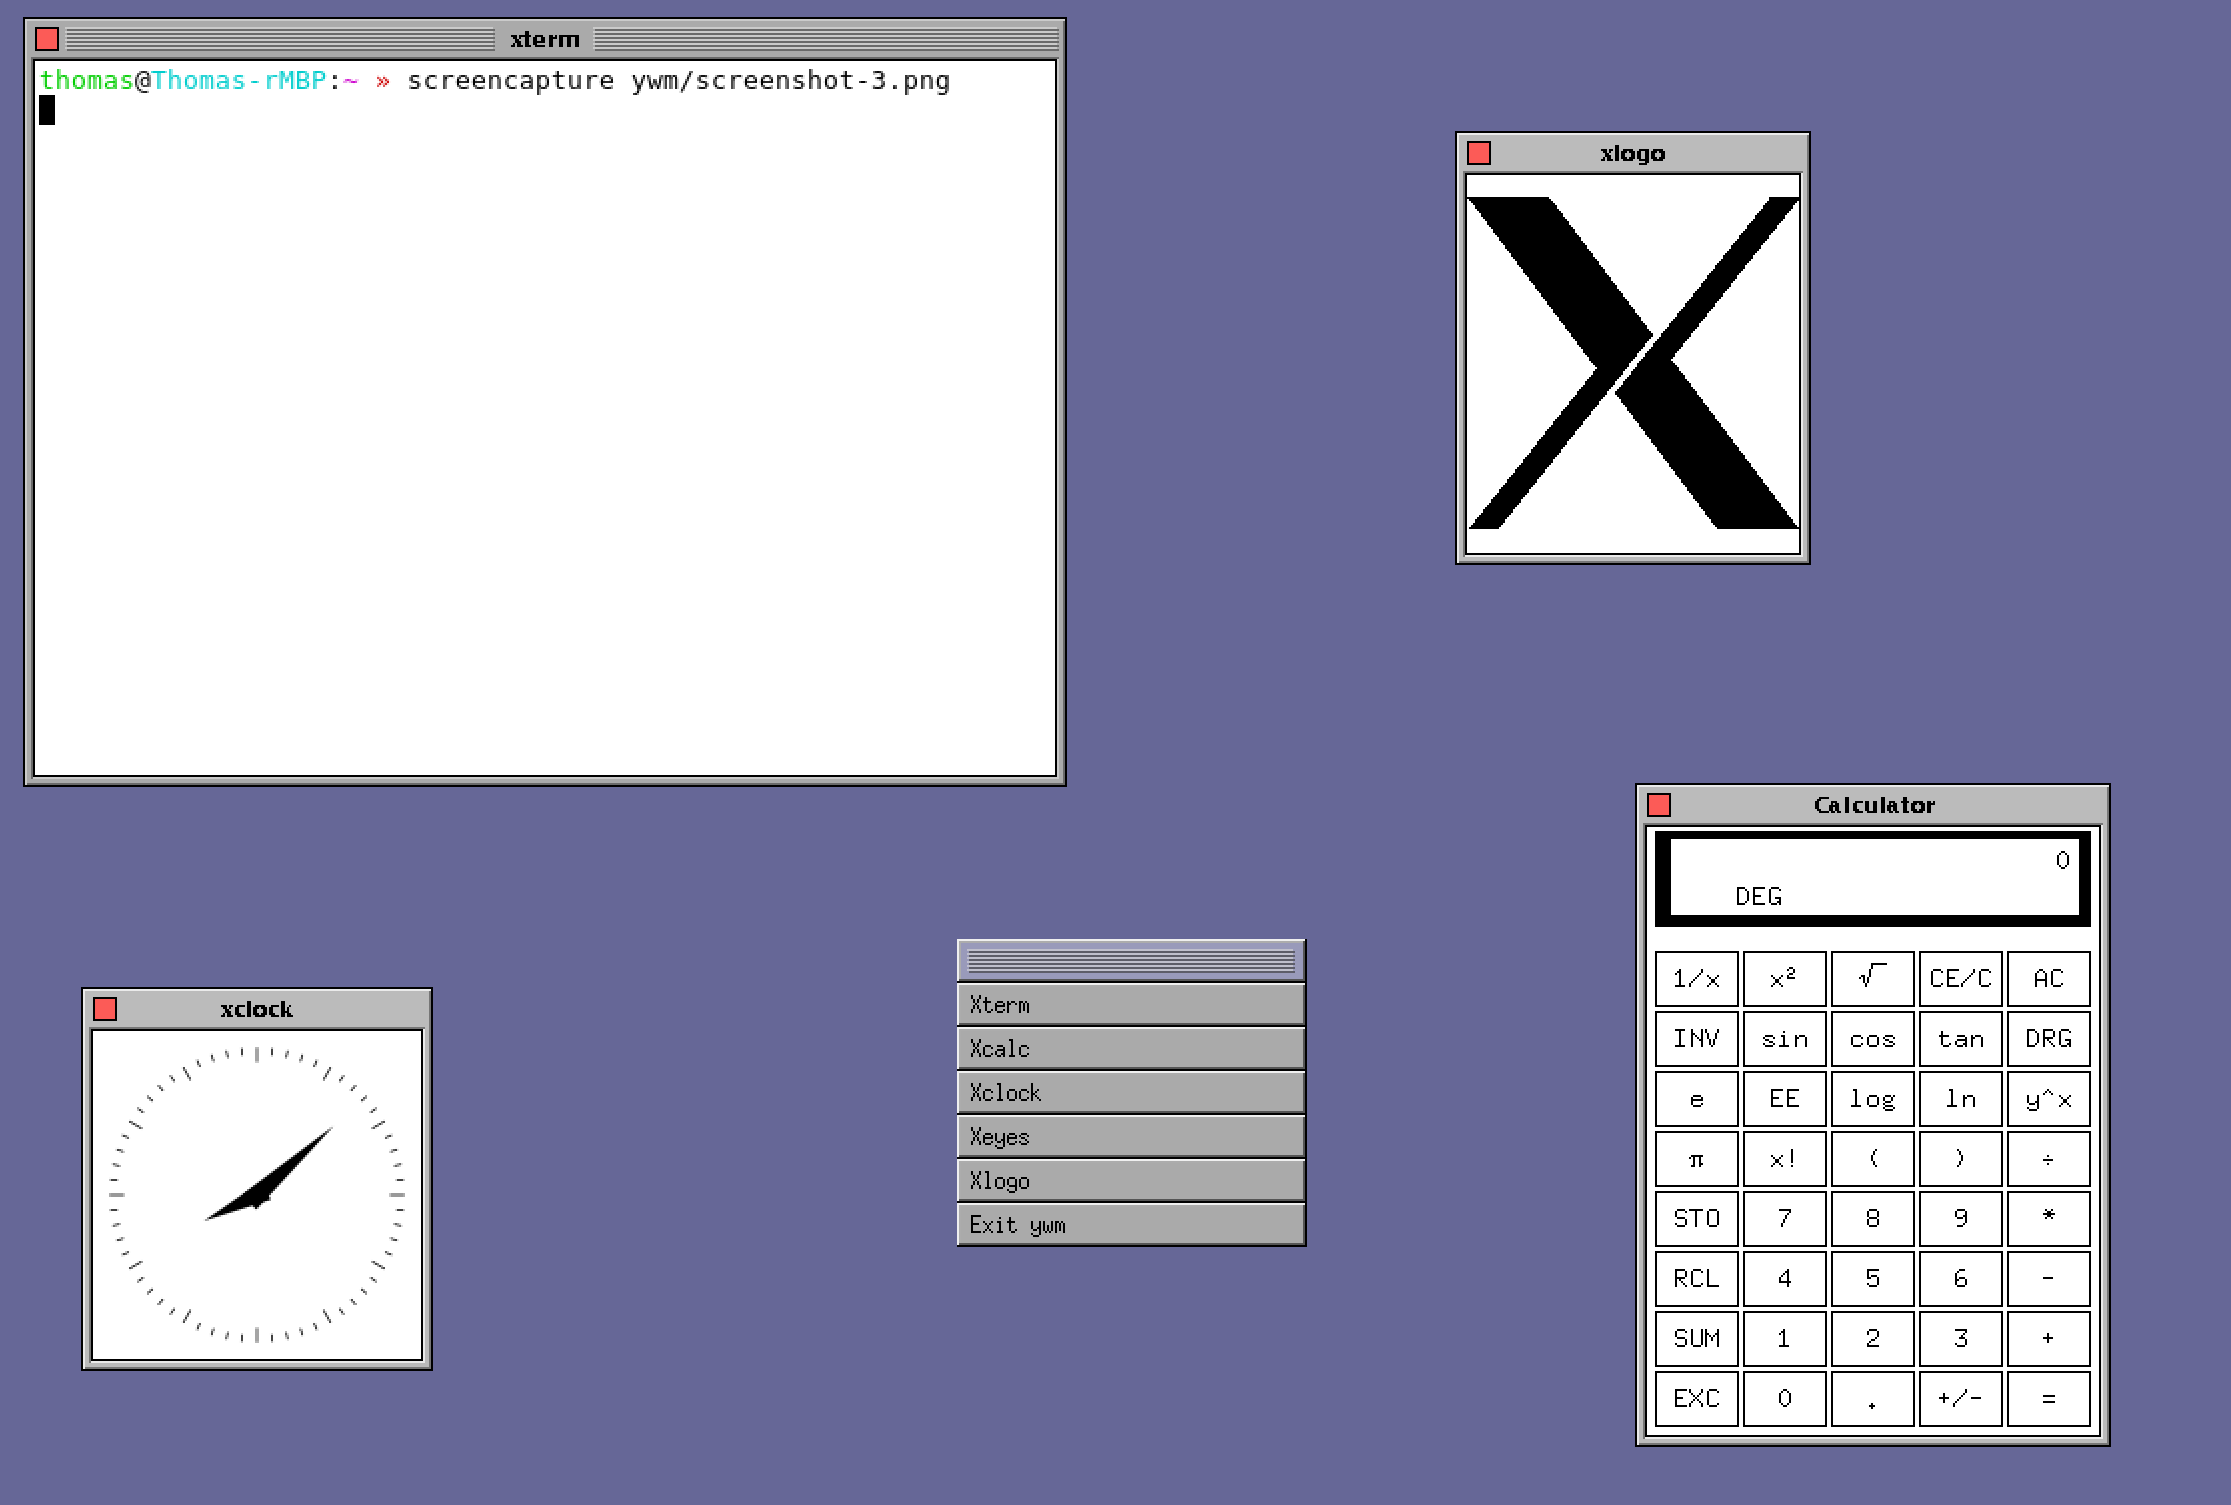 xterm
thomas@Thomas-rMBP:~ » screencapture ywm/screenshot-3.png
xlogo
Calculator
0
DEG
1/x x² √ CE/C AC
INV sin cos tan DRG
e EE log ln y^x
π x! ( ) ÷
STO 7 8 9 *
RCL 4 5 6 -
SUM 1 2 3 +
EXC 0 . +/- =
Xterm
Xcalc
Xclock
Xeyes
Xlogo
Exit ywm
xclock